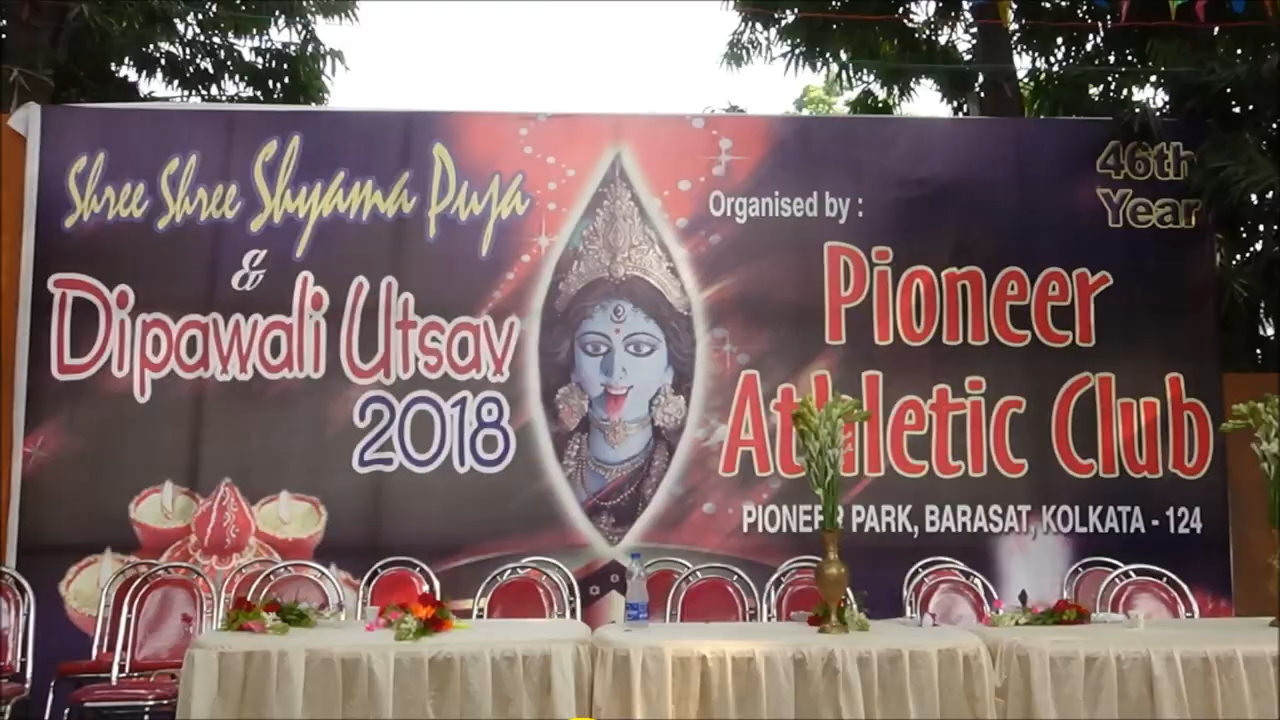 Shree Shree Shyama Puja
&
Dipawali Utsav
2018
46th
Year
Organised by :
Pioneer
Athletic Club
PIONEER PARK, BARASAT, KOLKATA - 124